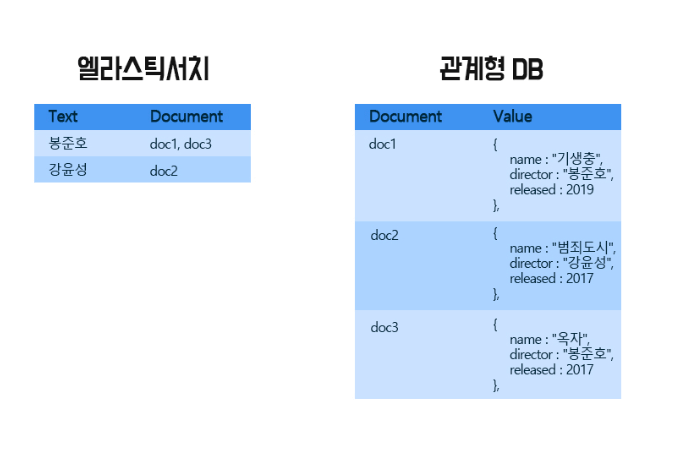 엘라스틱서치
Text Document
봉준호 doc1, doc3
강윤성 doc2
관계형 DB
Document Value
doc1 {
name : "기생충",
director : "봉준호",
released : 2019
},
doc2 {
name : "범죄도시",
director : "강윤성",
released : 2017
},
doc3 {
name : "옥자",
director : "봉준호",
released : 2017
},